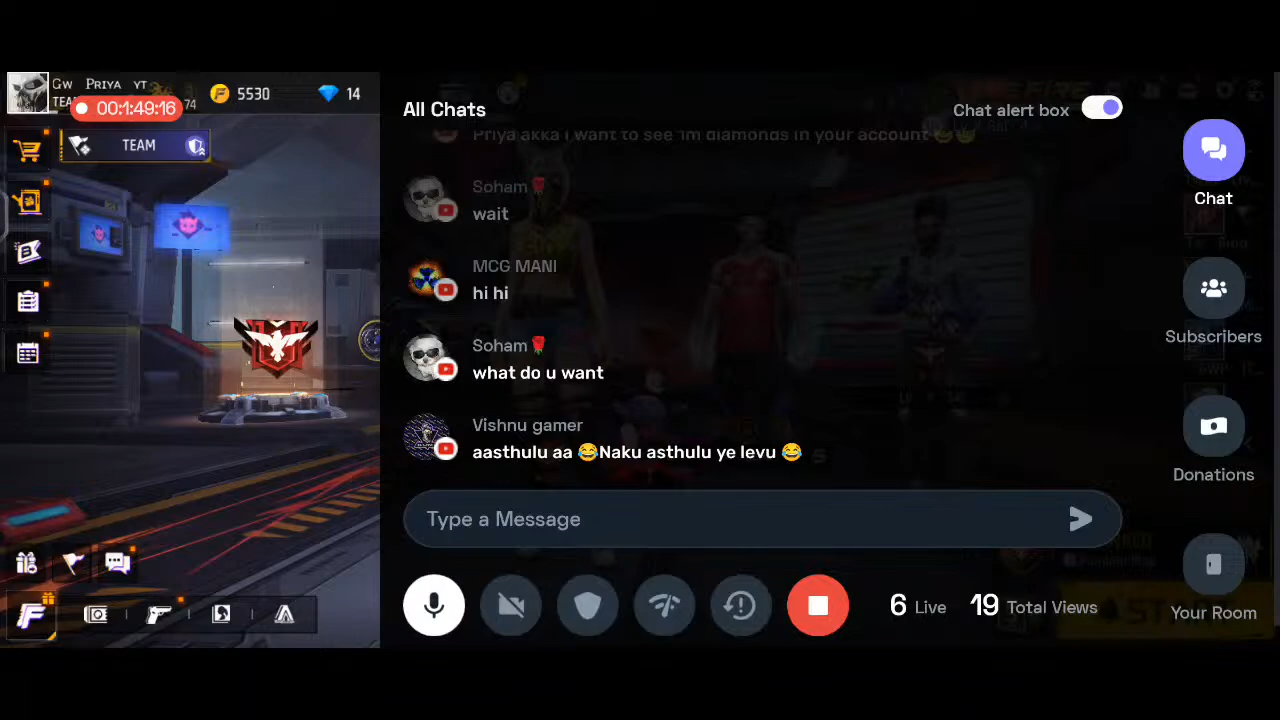 Gw Priya YT
TEA
74
00:1:49:16
5530
14
TEAM
All Chats
Chat alert box
Priya akka i want to see 1m diamonds in your account 😂😂
Soham🌹
wait
MCG MANI
hi hi
Soham🌹
what do u want
Vishnu gamer
aasthulu aa 😂Naku asthulu ye levu 😂
Type a Message
6 Live
19 Total Views
Chat
Subscribers
Donations
Your Room